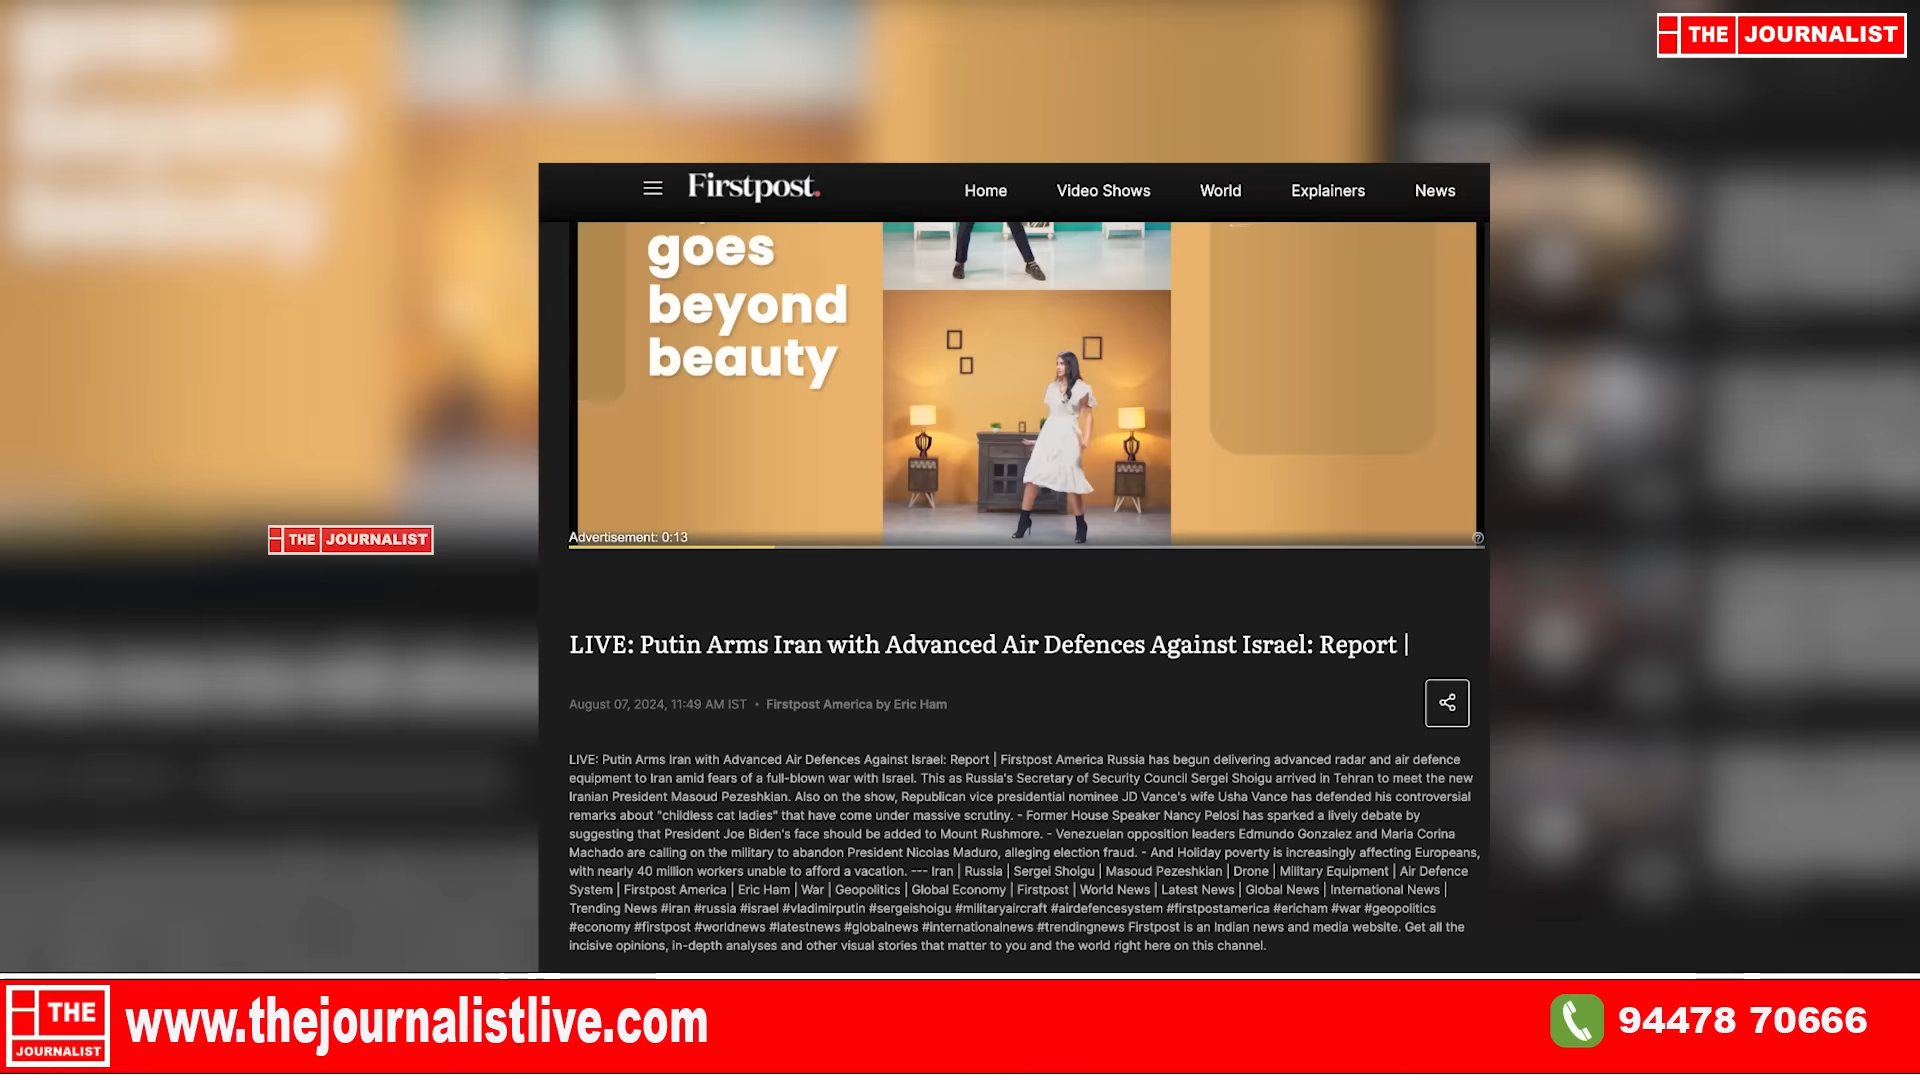 THE JOURNALIST
Firstpost.
Home Video Shows World Explainers News
goes
beyond
beauty
Advertisement: 0:13
THE JOURNALIST
LIVE: Putin Arms Iran with Advanced Air Defences Against Israel: Report |
August 07, 2024, 11:49 AM IST • Firstpost America by Eric Ham
LIVE: Putin Arms Iran with Advanced Air Defences Against Israel: Report | Firstpost America Russia has begun delivering advanced radar and air defence
equipment to Iran amid fears of a full-blown war with Israel. This as Russia's Secretary of Security Council Sergei Shoigu arrived in Tehran to meet the new
Iranian President Masoud Pezeshkian. Also on the show, Republican vice presidential nominee JD Vance's wife Usha Vance has defended his controversial
remarks about "childless cat ladies" that have come under massive scrutiny. - Former House Speaker Nancy Pelosi has sparked a lively debate by
suggesting that President Joe Biden's face should be added to Mount Rushmore. - Venezuelan opposition leaders Edmundo Gonzalez and Maria Corina
Machado are calling on the military to abandon President Nicolas Maduro, alleging election fraud. - And Holiday poverty is increasingly affecting Europeans,
with nearly 40 million workers unable to afford a vacation. --- Iran | Russia | Sergei Shoigu | Masoud Pezeshkian | Drone | Military Equipment | Air Defence
System | Firstpost America | Eric Ham | War | Geopolitics | Global Economy | Firstpost | World News | Latest News | Global News | International News |
Trending News #iran #russia #israel #vladimirputin #sergeishoigu #militaryaircraft #airdefencesystem #firstpostamerica #ericham #war #geopolitics
#economy #firstpost #worldnews #latestnews #globalnews #internationalnews #trendingnews Firstpost is an Indian news and media website. Get all the
incisive opinions, in-depth analyses and other visual stories that matter to you and the world right here on this channel.
THE
JOURNALIST
www.thejournalistlive.com
94478 70666